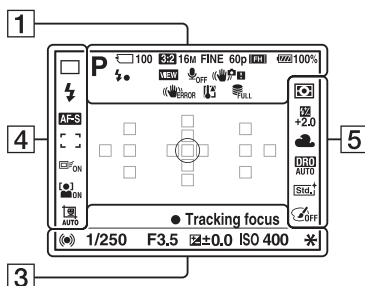 1
P 100 3:2 16M FINE 60p FH 100%
VIEW OFF
ERROR FULL
4
AF-S
ON
ON
AUTO
5
+2.0
DRO
AUTO
Std.
OFF
Tracking focus
1/250 F3.5 ±0.0 ISO 400
3